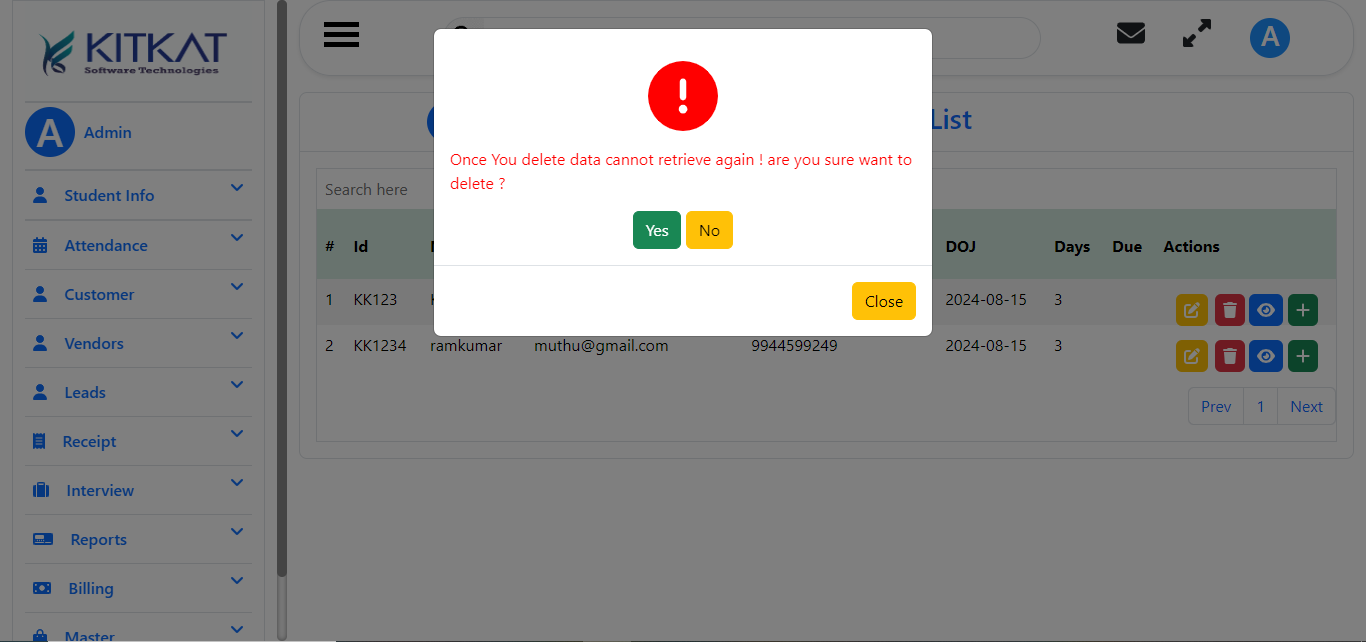 KITKAT
Software Technologies
A Admin
Student Info
Attendance
Customer
Vendors
Leads
Receipt
Interview
Reports
Billing
Master
A
List
Search here
# Id DOJ Days Due Actions
1 KK123 2024-08-15 3
2 KK1234 ramkumar muthu@gmail.com 9944599249 2024-08-15 3
Prev 1 Next
Once You delete data cannot retrieve again ! are you sure want to
delete ?
Yes No
Close